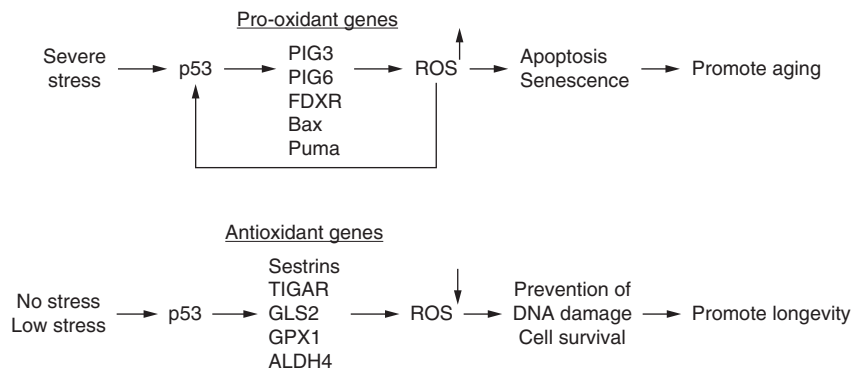 Pro-oxidant genes
Severe
stress
p53
PIG3
PIG6
FDXR
Bax
Puma
ROS
Apoptosis
Senescence
Promote aging
Antioxidant genes
No stress
Low stress
p53
Sestrins
TIGAR
GLS2
GPX1
ALDH4
ROS
Prevention of
DNA damage
Cell survival
Promote longevity